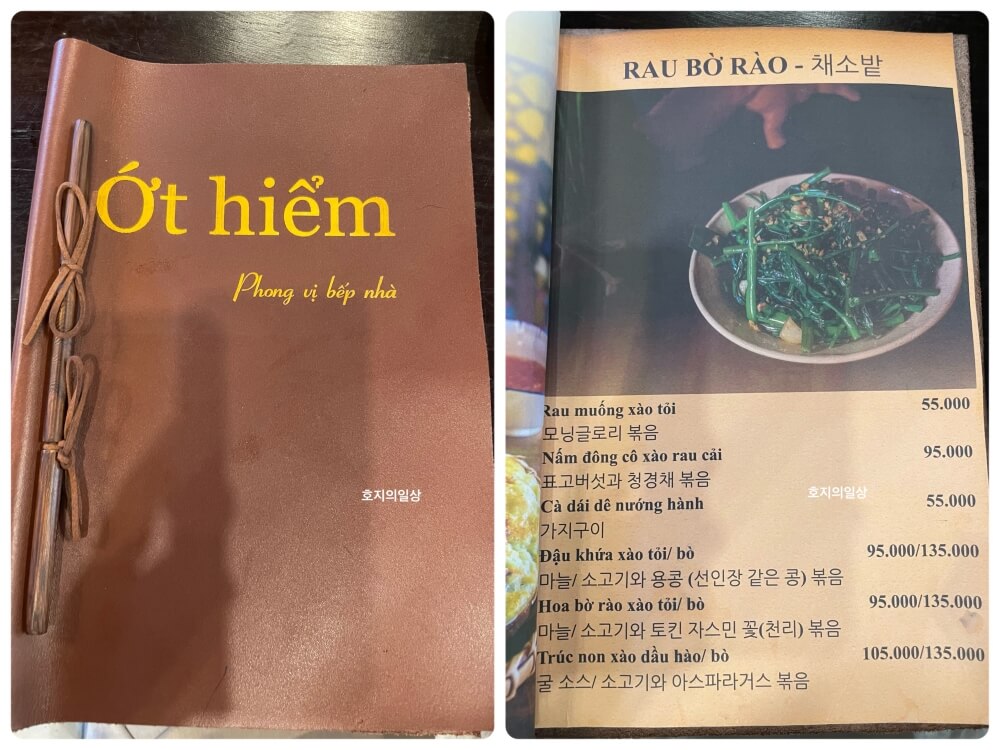 Ớt hiểm
Phong vị bếp nhà
호지의일상
RAU BỜ RÀO - 채소밭
Rau muống xào tỏi 55.000
모닝글로리 볶음
Nấm đông cô xào rau cải 95.000
표고버섯과 청경채 볶음
호지의일상
Cà dái dê nướng hành 55.000
가지구이
Đậu khứa xào tỏi/ bò 95.000/135.000
마늘/ 소고기와 용콩 (선인장 같은 콩) 볶음
Hoa bờ rào xào tỏi/ bò 95.000/135.000
마늘/ 소고기와 토킨 자스민 꽃(천리) 볶음
Trúc non xào dầu hào/ bò 105.000/135.000
굴 소스/ 소고기와 아스파라거스 볶음